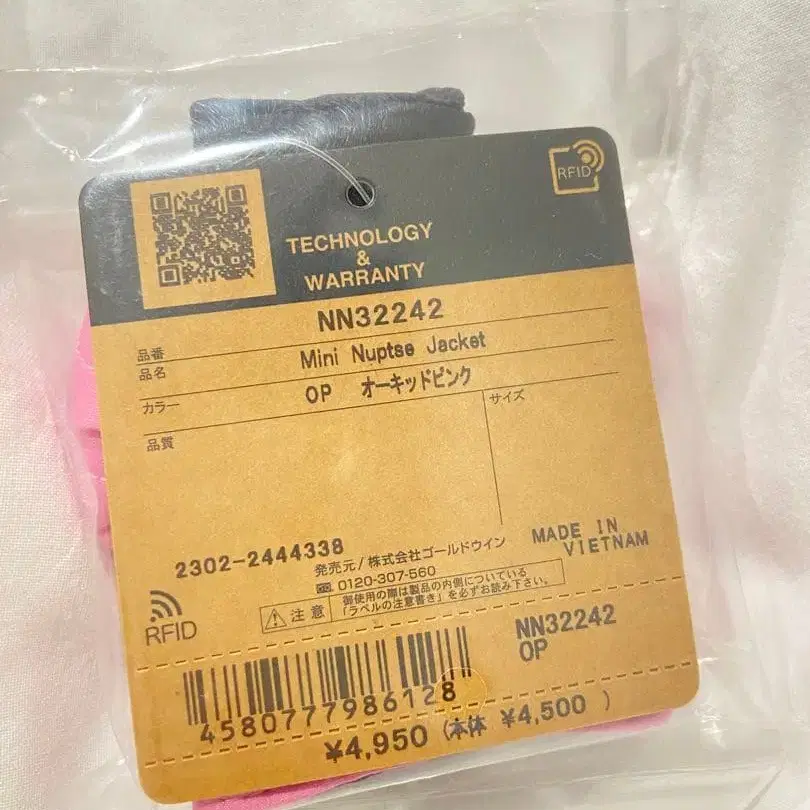 RFID
TECHNOLOGY
&
WARRANTY
NN32242
品番
品名 Mini Nuptse Jacket
カラー OP オーキッドピンク
品質
サイズ
2302-2444338
発売元/株式会社ゴールドウイン
0120-307-560
MADE IN
VIETNAM
RFID
注意
御使用の際は製品の内側についている
「ラベルの注意書き」を必ずお読み下さい。
NN32242
OP
4580777986128
¥4,950 (本体 ¥4,500 )